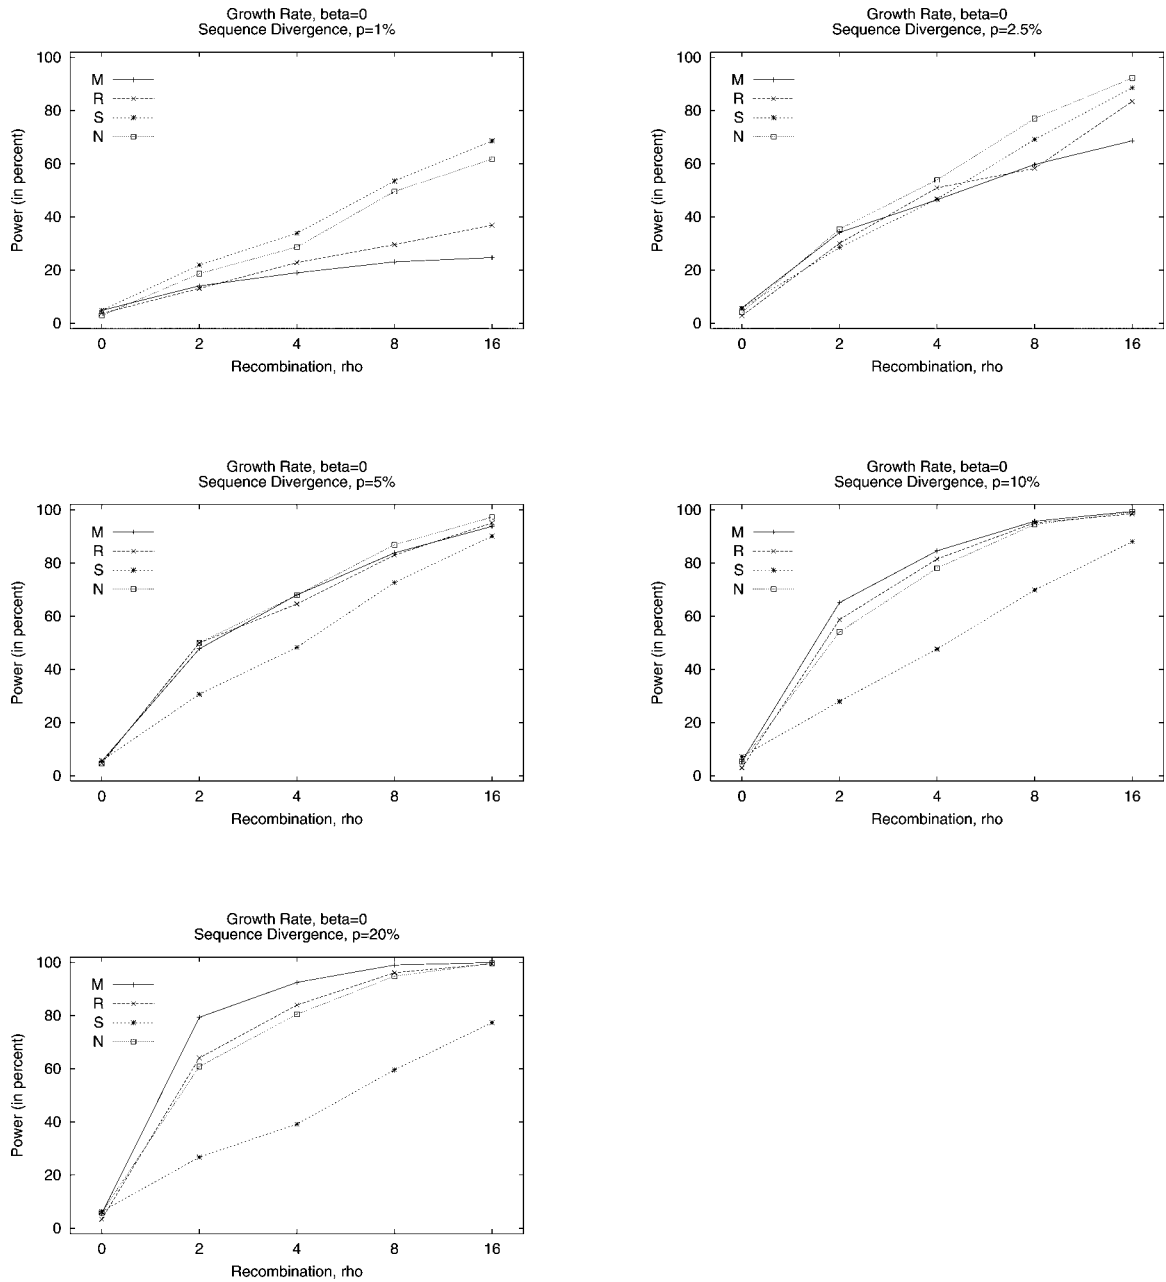 Growth Rate, beta=0
Sequence Divergence, p=1%
100
80
60
40
20
0
M
R
S
N
Power (in percent)
0 2 4 8 16
Recombination, rho
Growth Rate, beta=0
Sequence Divergence, p=2.5%
100
80
60
40
20
0
M
R
S
N
Power (in percent)
0 2 4 8 16
Recombination, rho
Growth Rate, beta=0
Sequence Divergence, p=5%
100
80
60
40
20
0
M
R
S
N
Power (in percent)
0 2 4 8 16
Recombination, rho
Growth Rate, beta=0
Sequence Divergence, p=10%
100
80
60
40
20
0
M
R
S
N
Power (in percent)
0 2 4 8 16
Recombination, rho
Growth Rate, beta=0
Sequence Divergence, p=20%
100
80
60
40
20
0
M
R
S
N
Power (in percent)
0 2 4 8 16
Recombination, rho